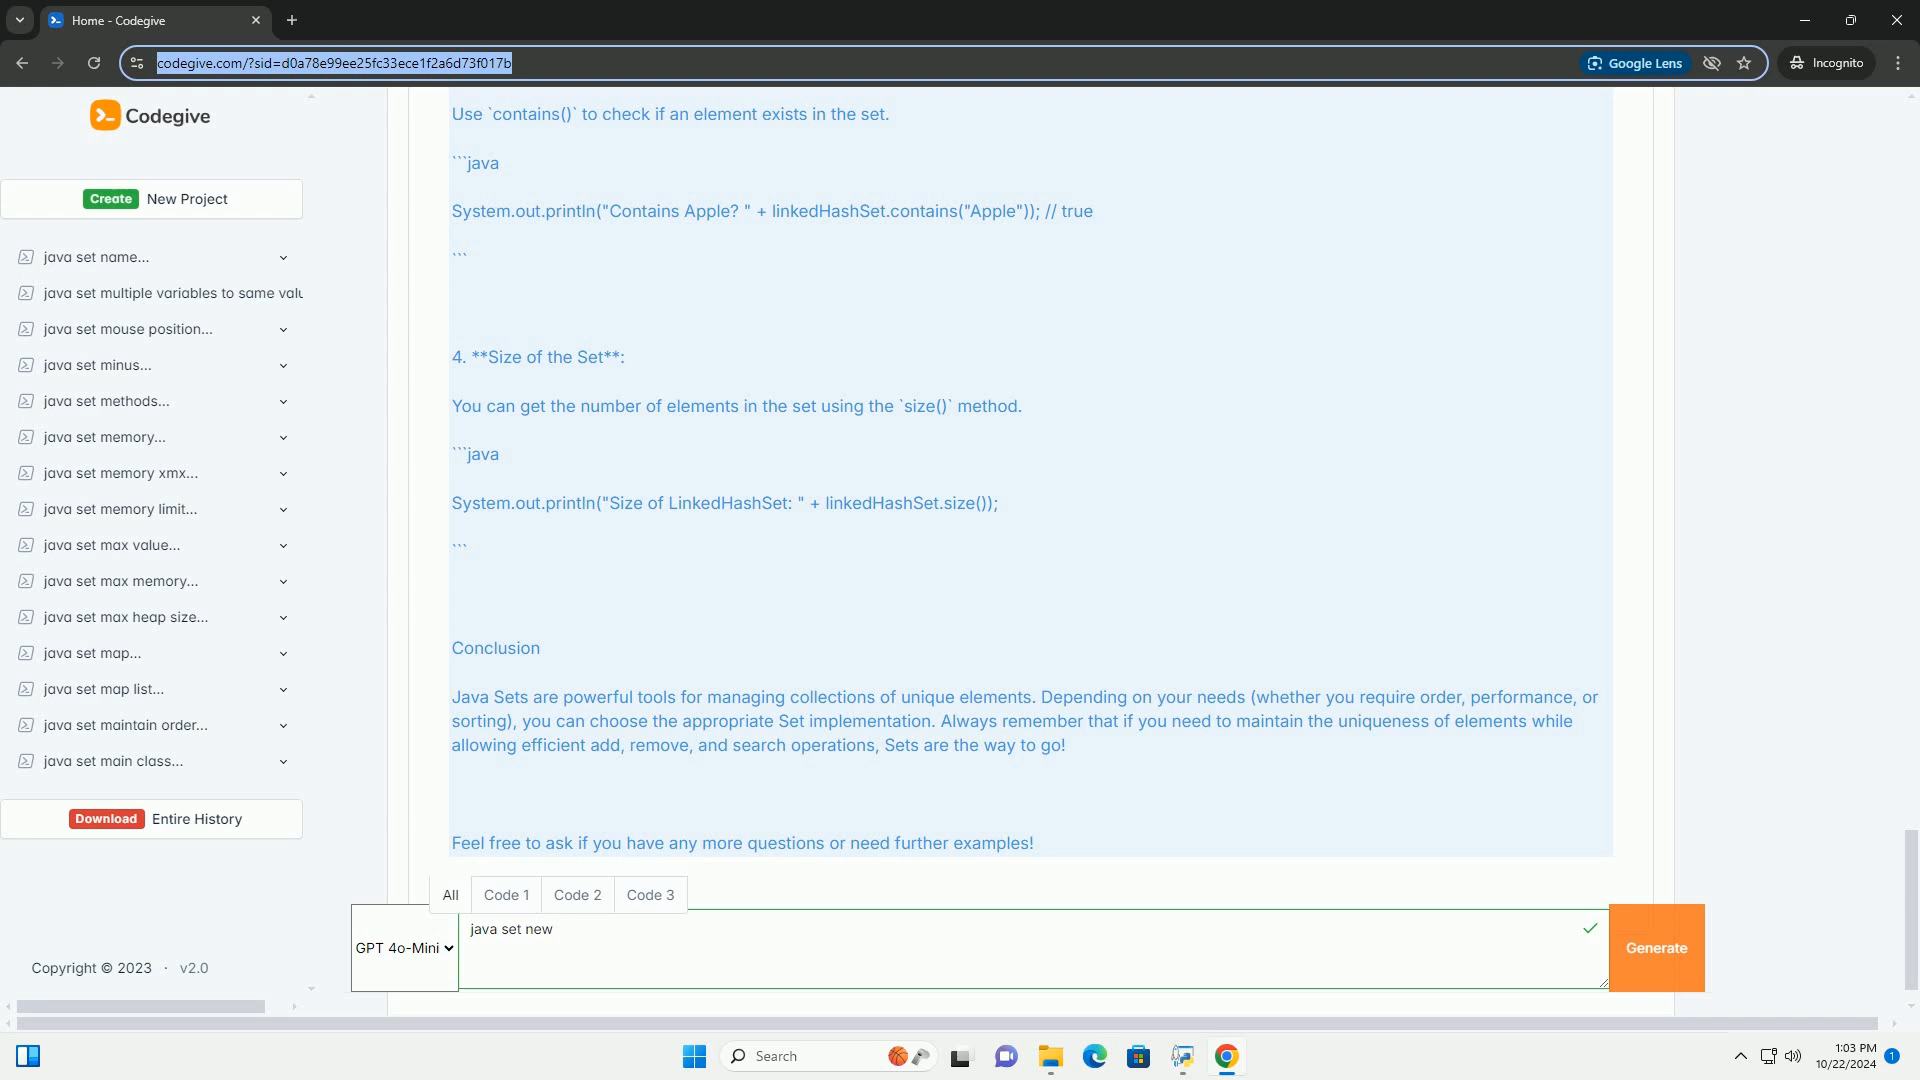 Home - Codegive
codegive.com/?sid=d0a78e99ee25fc33ece1f2a6d73f017b
Google Lens
Incognito
Codegive
Create New Project
java set name...
java set multiple variables to same valu
java set mouse position...
java set minus...
java set methods...
java set memory...
java set memory xmx...
java set memory limit...
java set max value...
java set max memory...
java set max heap size...
java set map...
java set map list...
java set maintain order...
java set main class...
Download Entire History
Copyright © 2023 · v2.0
Use `contains()` to check if an element exists in the set.
```java
System.out.println("Contains Apple? " + linkedHashSet.contains("Apple")); // true
```
4. **Size of the Set**:
You can get the number of elements in the set using the `size()` method.
```java
System.out.println("Size of LinkedHashSet: " + linkedHashSet.size());
```
Conclusion
Java Sets are powerful tools for managing collections of unique elements. Depending on your needs (whether you require order, performance, or
sorting), you can choose the appropriate Set implementation. Always remember that if you need to maintain the uniqueness of elements while
allowing efficient add, remove, and search operations, Sets are the way to go!
Feel free to ask if you have any more questions or need further examples!
All Code 1 Code 2 Code 3
GPT 4o-Mini
java set new
Generate
Search
1:03 PM
10/22/2024
1